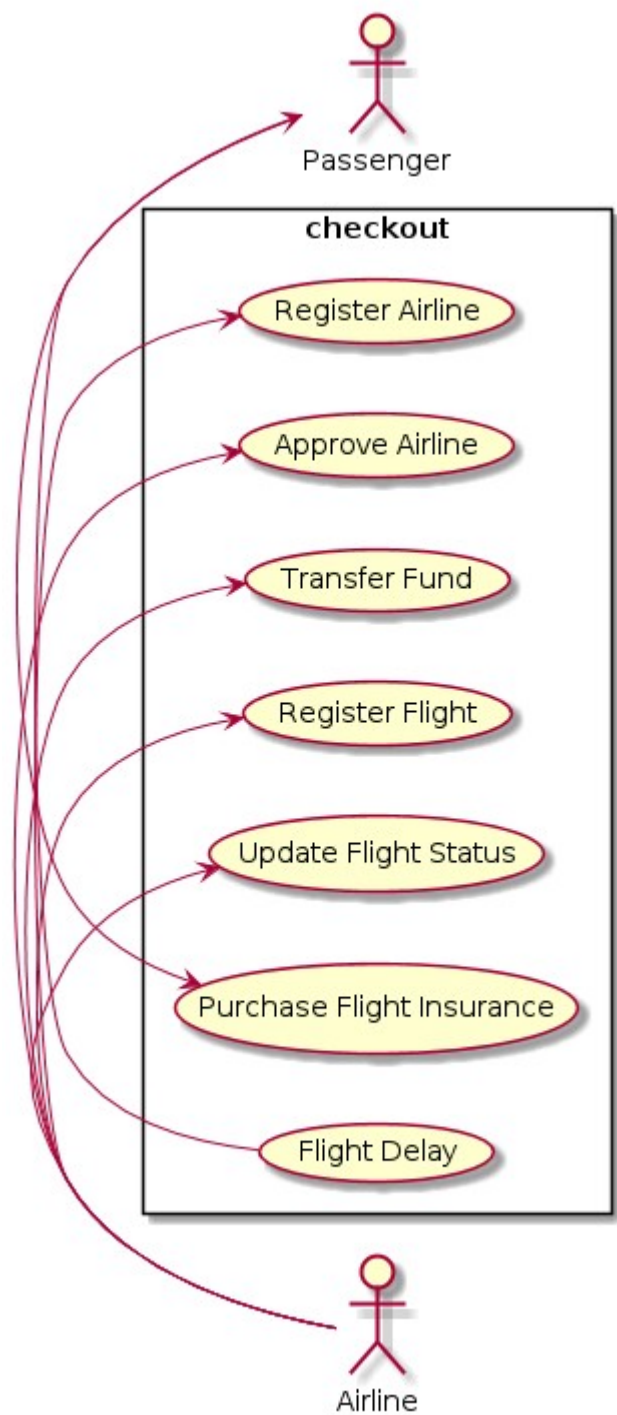 Passenger
checkout
Register Airline
Approve Airline
Transfer Fund
Register Flight
Update Flight Status
Purchase Flight Insurance
Flight Delay
Airline